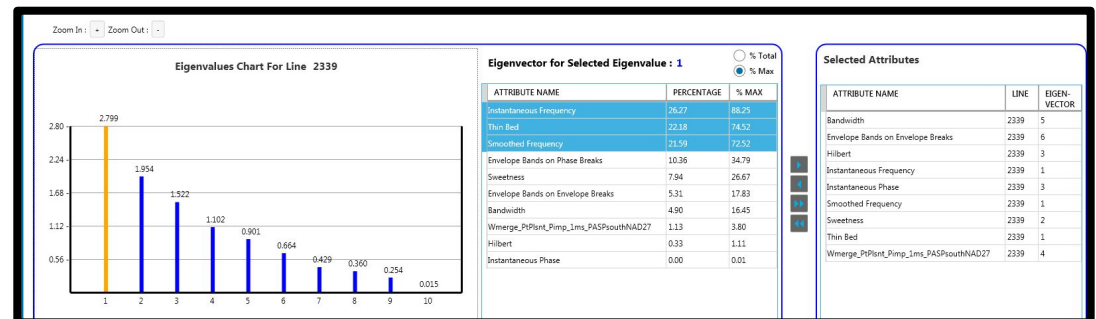 Zoom In : + Zoom Out : -
Eigenvalues Chart For Line 2339
2.80
2.24
1.68
1.12
0.56
2.799
1.954
1.522
1.102
0.901
0.664
0.429
0.360
0.254
0.015
1 2 3 4 5 6 7 8 9 10
Eigenvector for Selected Eigenvalue : 1
% Total
% Max
ATTRIBUTE NAME PERCENTAGE % MAX
Instantaneous Frequency 26.27 88.25
Thin Bed 22.18 74.52
Smoothed Frequency 21.59 72.52
Envelope Bands on Phase Breaks 10.36 34.79
Sweetness 7.94 26.67
Envelope Bands on Envelope Breaks 5.31 17.83
Bandwidth 4.90 16.45
Wmerge_PtPlsnt_Pimp_1ms_PASPsouthNAD27 1.13 3.80
Hilbert 0.33 1.11
Instantaneous Phase 0.00 0.01
Selected Attributes
ATTRIBUTE NAME LINE EIGEN-
VECTOR
Bandwidth 2339 5
Envelope Bands on Envelope Breaks 2339 6
Hilbert 2339 3
Instantaneous Frequency 2339 1
Instantaneous Phase 2339 3
Smoothed Frequency 2339 1
Sweetness 2339 2
Thin Bed 2339 1
Wmerge_PtPlsnt_Pimp_1ms_PASPsouthNAD27 2339 4